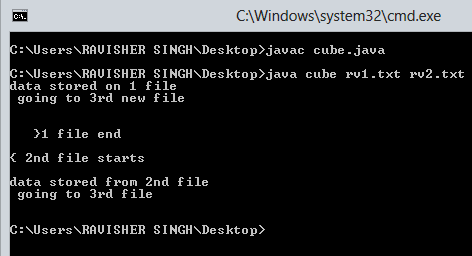 C:\Windows\system32\cmd.exe
C:\Users\RAVISHER SINGH\Desktop>javac cube.java
C:\Users\RAVISHER SINGH\Desktop>java cube rv1.txt rv2.txt
data stored on 1 file
going to 3rd new file
}1 file end
{ 2nd file starts
data stored from 2nd file
going to 3rd file
C:\Users\RAVISHER SINGH\Desktop>